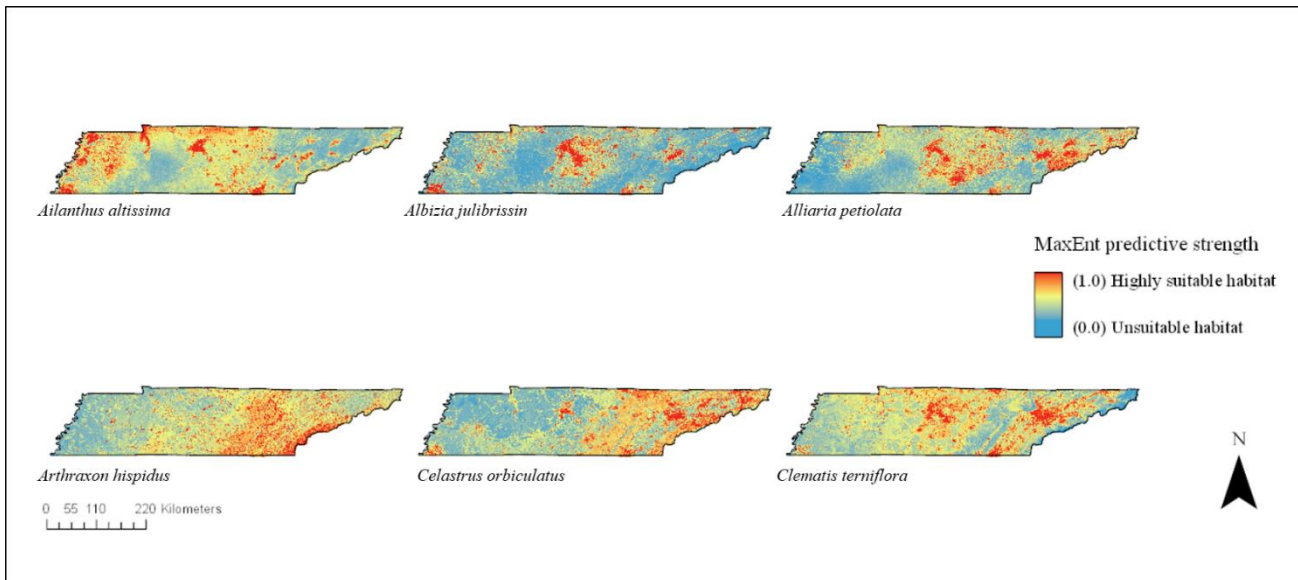 Ailanthus altissima
Albizia julibrissin
Alliaria petiolata
MaxEnt predictive strength
(1.0) Highly suitable habitat
(0.0) Unsuitable habitat
Arthraxon hispidus
Celastrus orbiculatus
Clematis terniflora
N
0 55 110 220 Kilometers